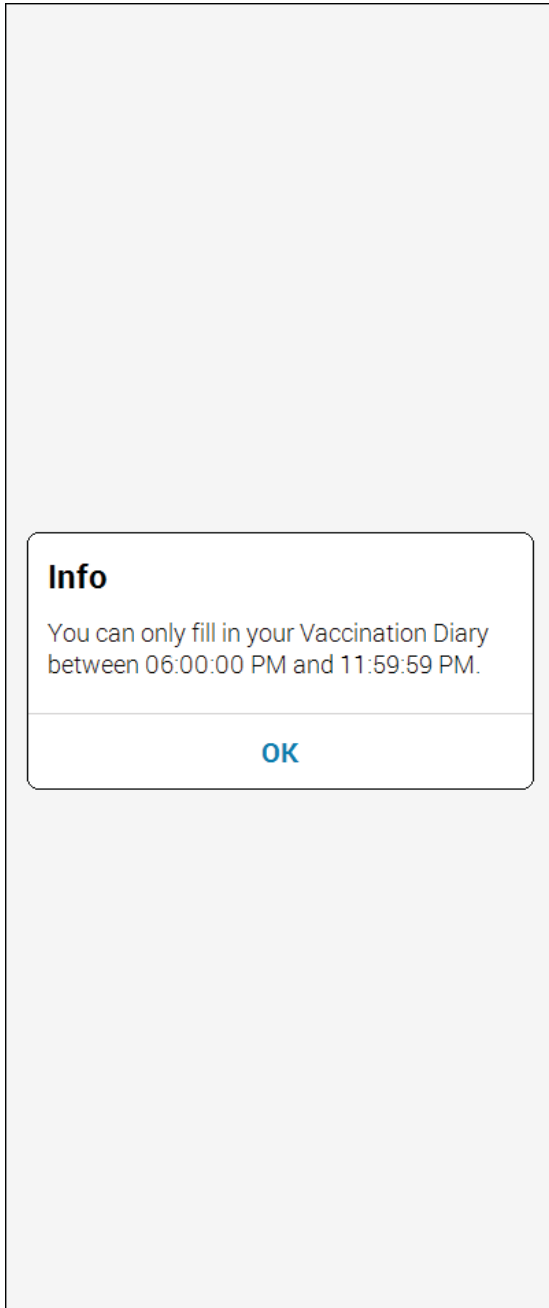 Info
You can only fill in your Vaccination Diary
between 06:00:00 PM and 11:59:59 PM.
OK